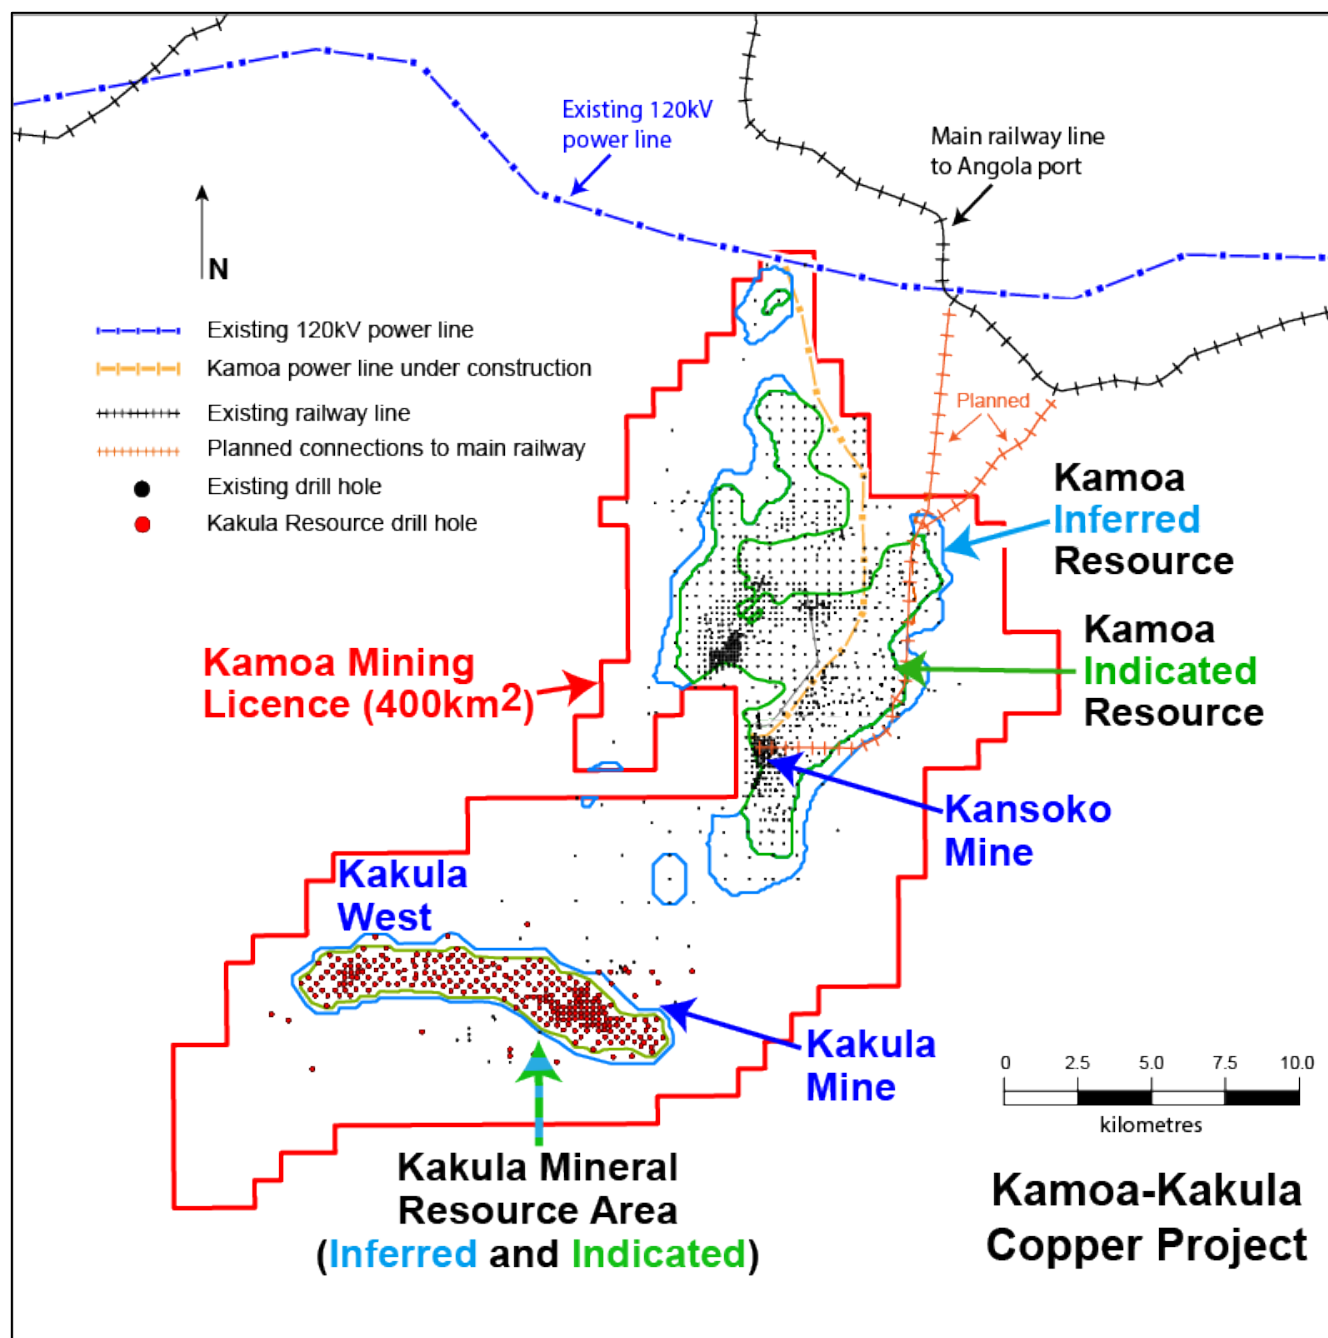 Existing 120kV
power line
Main railway line
to Angola port
N
Existing 120kV power line
Kamoa power line under construction
Existing railway line
Planned connections to main railway
Existing drill hole
Kakula Resource drill hole
Planned
Kamoa
Inferred
Resource
Kamoa
Indicated
Resource
Kamoa Mining
Licence (400km2)
Kansoko
Mine
Kakula
West
Kakula
Mine
0 2.5 5.0 7.5 10.0
kilometres
Kakula Mineral
Resource Area
(Inferred and Indicated)
Kamoa-Kakula
Copper Project